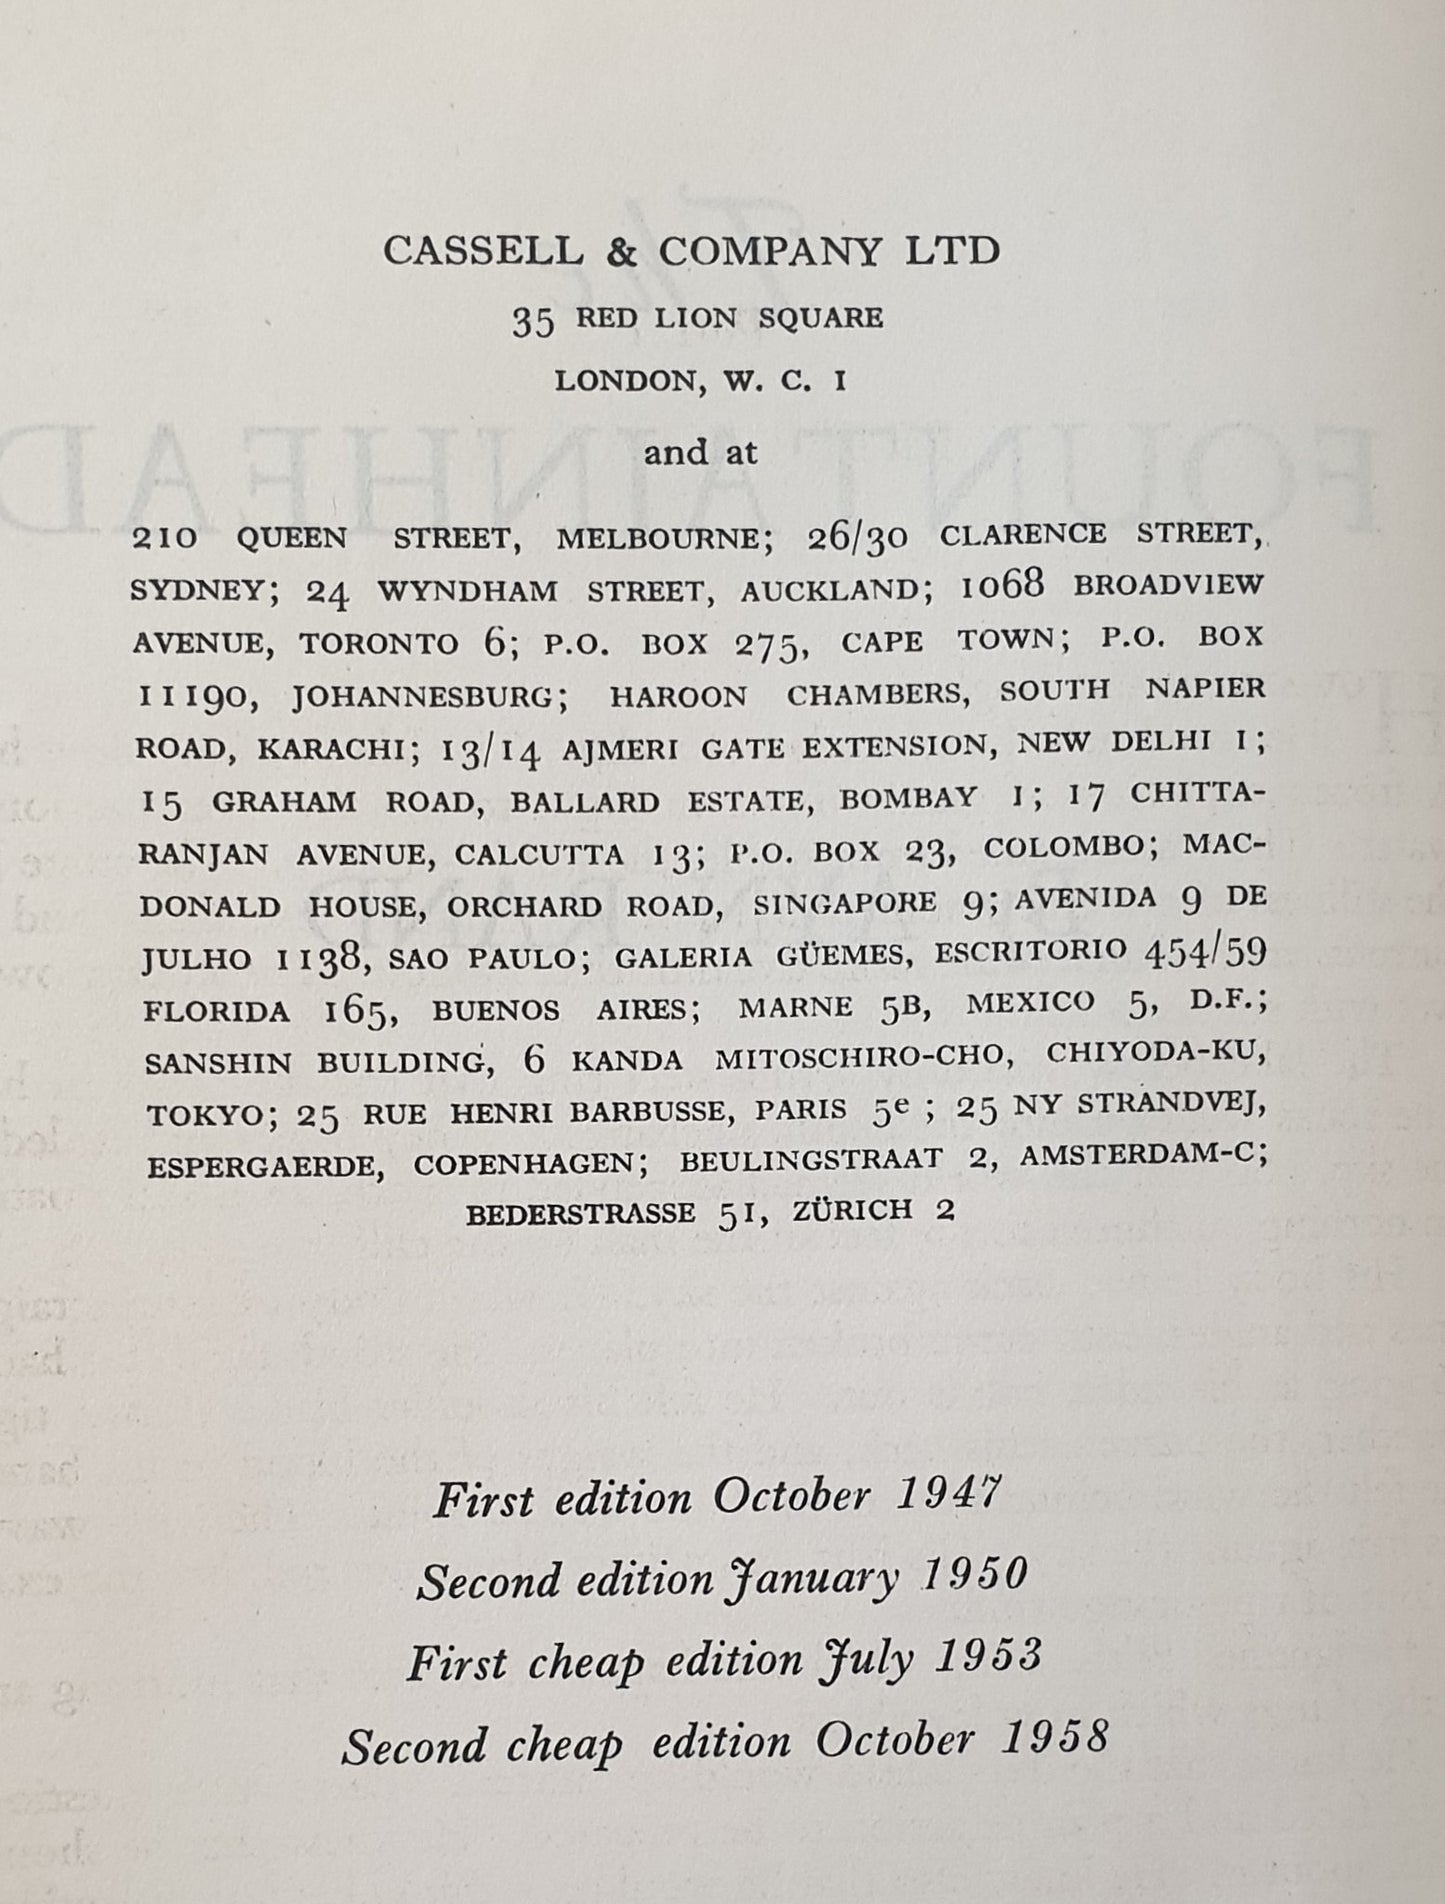 CASSELL & COMPANY LTD
35 RED LION SQUARE
LONDON, W. C. 1
and at
210 QUEEN STREET, MELBOURNE; 26/30 CLARENCE STREET,
SYDNEY; 24 WYNDHAM STREET, AUCKLAND; 1068 BROADVIEW
AVENUE, TORONTO 6; P.O. BOX 275, CAPE TOWN; P.O. BOX
11190, JOHANNESBURG; HAROON CHAMBERS, SOUTH NAPIER
ROAD, KARACHI; 13/14 AJMERI GATE EXTENSION, NEW DELHI 1;
15 GRAHAM ROAD, BALLARD ESTATE, BOMBAY 1; 17 CHITTA-
RANJAN AVENUE, CALCUTTA 13; P.O. BOX 23, COLOMBO; MAC-
DONALD HOUSE, ORCHARD ROAD, SINGAPORE 9; AVENIDA 9 DE
JULHO 1138, SAO PAULO; GALERIA GÜEMES, ESCRITORIO 454/59
FLORIDA 165, BUENOS AIRES; MARNE 5B, MEXICO 5, D.F.;
SANSHIN BUILDING, 6 KANDA MITOSCHIRO-CHO, CHIYODA-KU,
TOKYO; 25 RUE HENRI BARBUSSE, PARIS 5e; 25 NY STRANDVEJ,
ESPERGAERDE, COPENHAGEN; BEULINGSTRAAT 2, AMSTERDAM-C;
BEDERSTRASSE 51, ZÜRICH 2
First edition October 1947
Second edition January 1950
First cheap edition July 1953
Second cheap edition October 1958